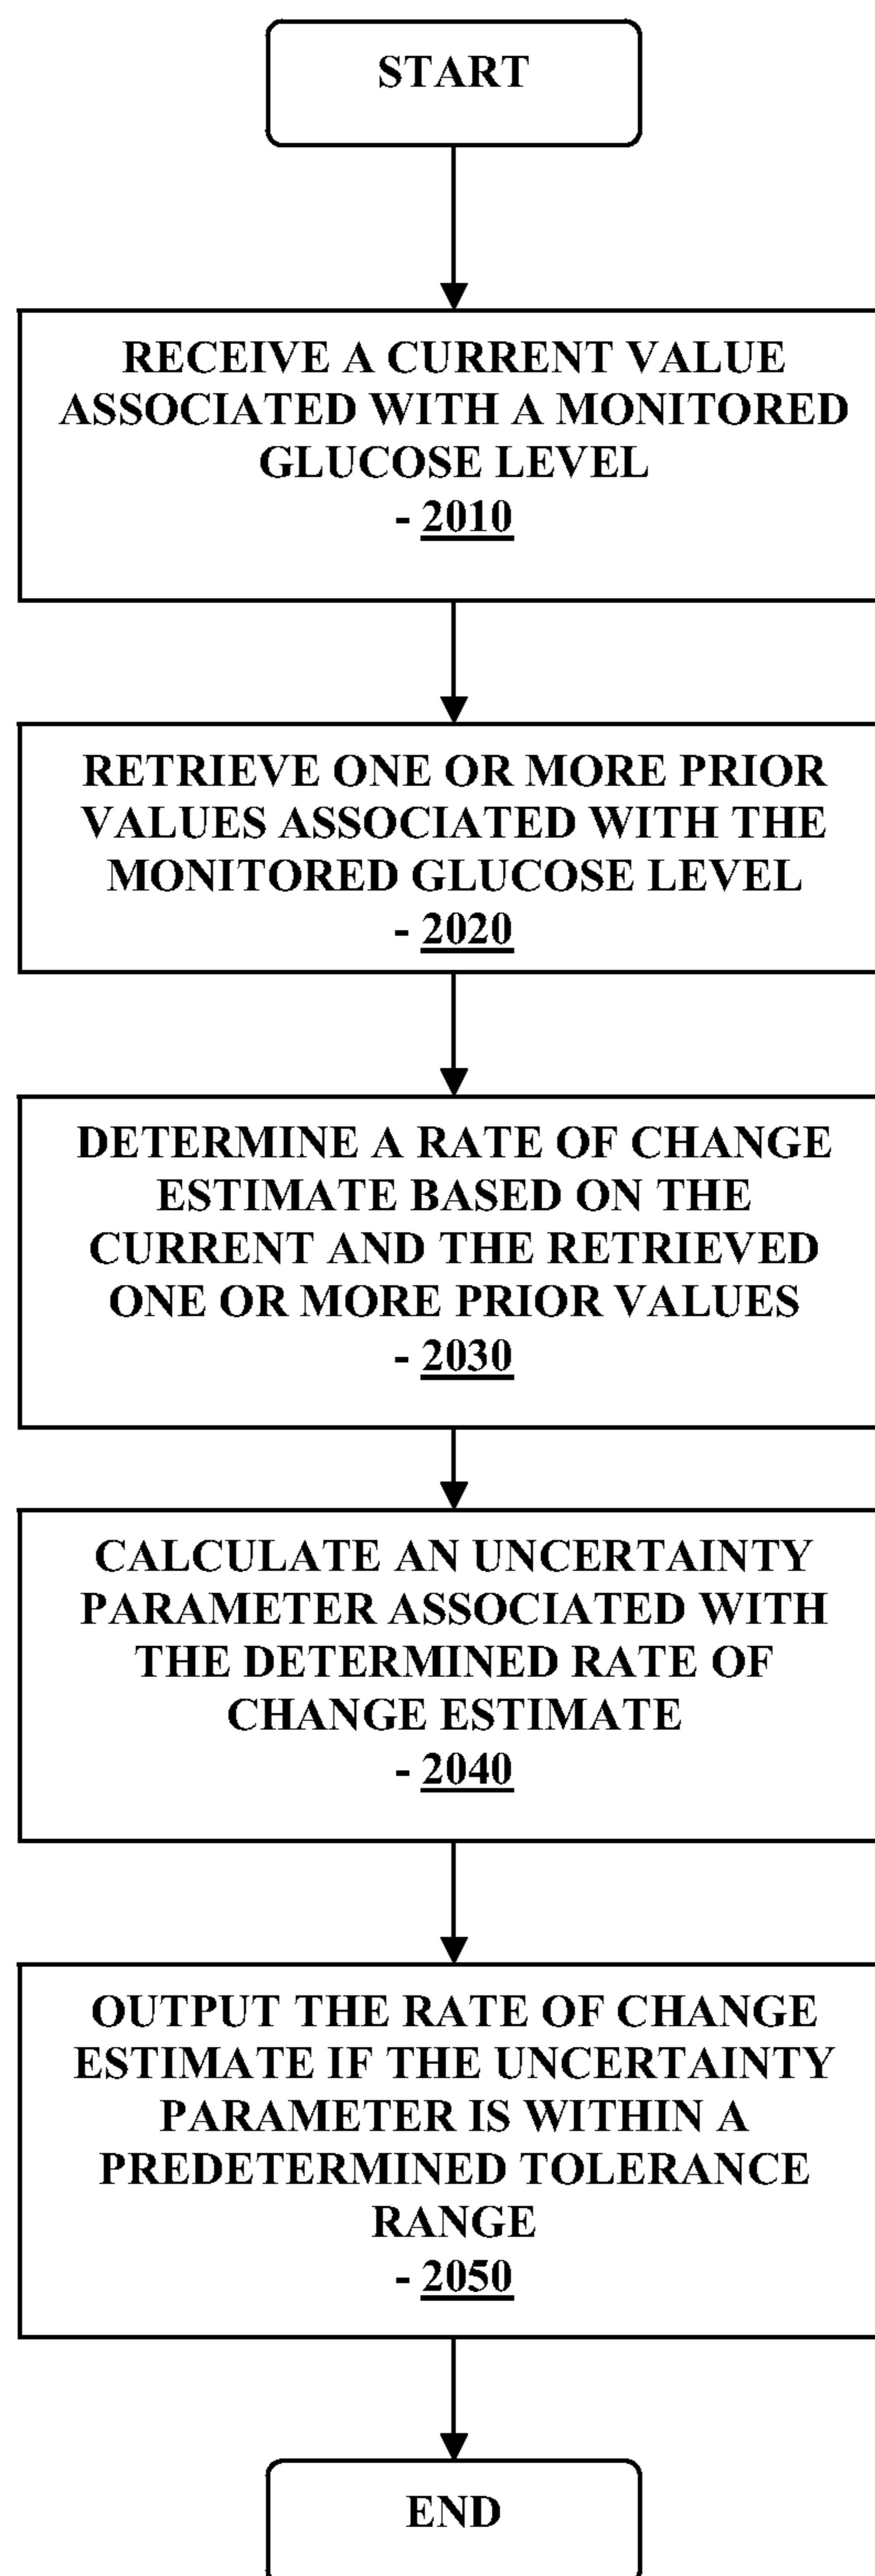 START
RECEIVE A CURRENT VALUE
ASSOCIATED WITH A MONITORED
GLUCOSE LEVEL
- 2010
RETRIEVE ONE OR MORE PRIOR
VALUES ASSOCIATED WITH THE
MONITORED GLUCOSE LEVEL
- 2020
DETERMINE A RATE OF CHANGE
ESTIMATE BASED ON THE
CURRENT AND THE RETRIEVED
ONE OR MORE PRIOR VALUES
- 2030
CALCULATE AN UNCERTAINTY
PARAMETER ASSOCIATED WITH
THE DETERMINED RATE OF
CHANGE ESTIMATE
- 2040
OUTPUT THE RATE OF CHANGE
ESTIMATE IF THE UNCERTAINTY
PARAMETER IS WITHIN A
PREDETERMINED TOLERANCE
RANGE
- 2050
END